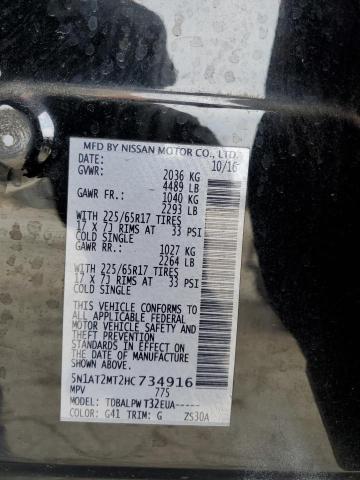 MFD BY NISSAN MOTOR CO., LTD.
DATE: 10/16
GVWR: 2036 KG
4489 LB
GAWR FR: 1040 KG
2293 LB
WITH 225/65R17 TIRES
17 X 7J RIMS AT 33 PSI
COLD SINGLE
GAWR RR: 1027 KG
2264 LB
WITH 225/65R17 TIRES
17 X 7J RIMS AT 33 PSI
COLD SINGLE
THIS VEHICLE CONFORMS TO
ALL APPLICABLE FEDERAL
MOTOR VEHICLE SAFETY,
BUMPER, AND THEFT
PREVENTION STANDARDS IN
EFFECT ON THE DATE OF
MANUFACTURE SHOWN ABOVE.
5N1AT2MT2HC734916
MPV 775
MODEL: TDBALPW T32EUA-----
COLOR: G41 TRIM: G ZS30A